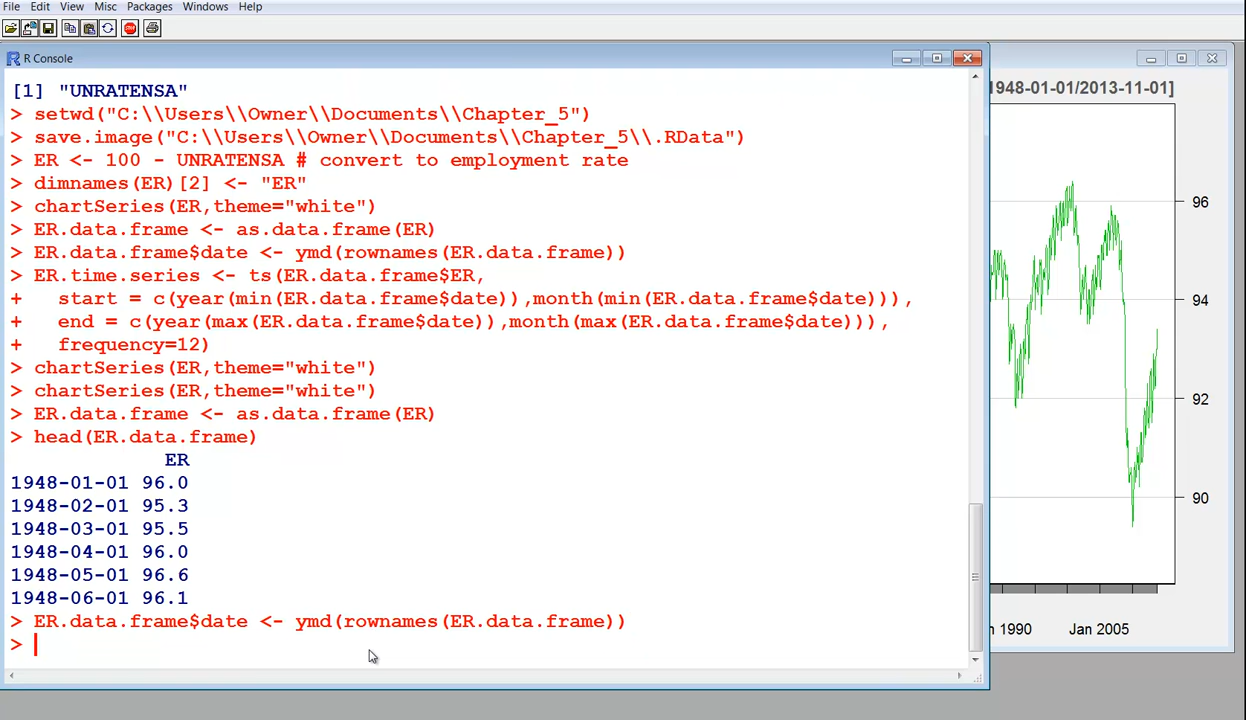 File Edit View Misc Packages Windows Help
R Console
[1] "UNRATENSA"
> setwd("C:\\Users\\Owner\\Documents\\Chapter_5")
> save.image("C:\\Users\\Owner\\Documents\\Chapter_5\\.RData")
> ER <- 100 - UNRATENSA # convert to employment rate
> dimnames(ER)[2] <- "ER"
> chartSeries(ER,theme="white")
> ER.data.frame <- as.data.frame(ER)
> ER.data.frame$date <- ymd(rownames(ER.data.frame))
> ER.time.series <- ts(ER.data.frame$ER,
+   start = c(year(min(ER.data.frame$date)),month(min(ER.data.frame$date))),
+   end = c(year(max(ER.data.frame$date)),month(max(ER.data.frame$date))),
+   frequency=12)
> chartSeries(ER,theme="white")
> chartSeries(ER,theme="white")
> ER.data.frame <- as.data.frame(ER)
> head(ER.data.frame)
ER
1948-01-01 96.0
1948-02-01 95.3
1948-03-01 95.5
1948-04-01 96.0
1948-05-01 96.6
1948-06-01 96.1
> ER.data.frame$date <- ymd(rownames(ER.data.frame))
>
1948-01-01/2013-11-01]
96
94
92
90
1990 Jan 2005